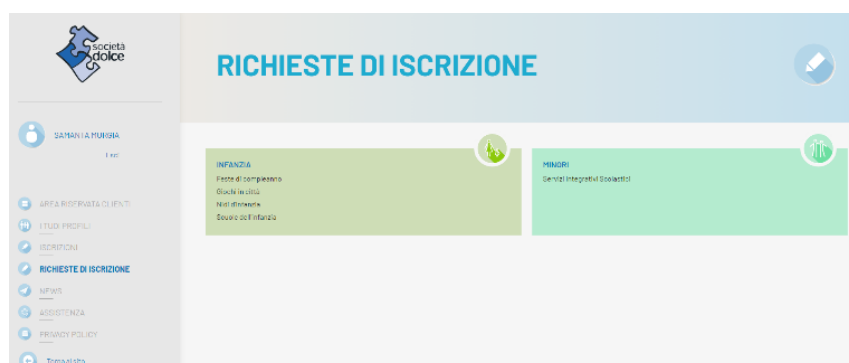 società
dolce
RICHIESTE DI ISCRIZIONE
SAMANTA MURGIA
Esci
INFANZIA
Feste di compleanno
Giochi in città
Nidi d'infanzia
Scuole dell'infanzia
MINORI
Servizi Integrativi Scolastici
AREA RISERVATA CLIENTI
I TUOI PROFILI
ISCRIZIONI
RICHIESTE DI ISCRIZIONE
NEWS
ASSISTENZA
PRIVACY POLICY
Torna al sito